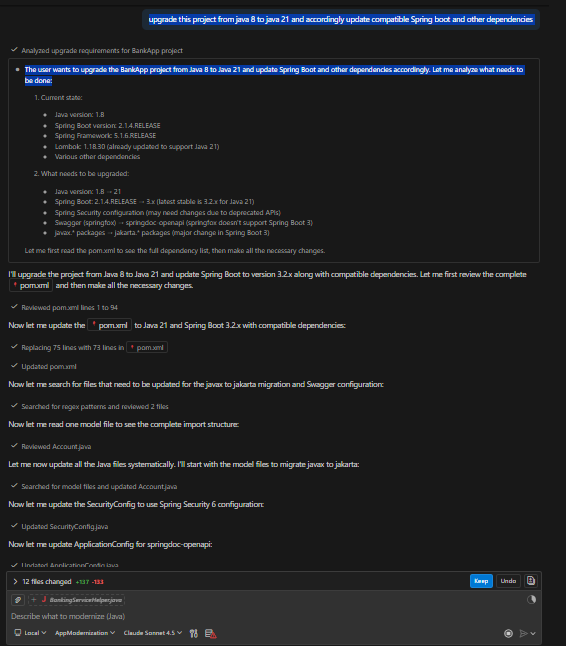 upgrade this project from java 8 to java 21 and accordingly update compatible Spring boot and other dependencies
Analyzed upgrade requirements for BankApp project
The user wants to upgrade the BankApp project from Java 8 to Java 21 and update Spring Boot and other dependencies accordingly. Let me analyze what needs to
be done:
1. Current state:
Java version: 1.8
Spring Boot version: 2.1.4.RELEASE
Spring Framework: 5.1.6.RELEASE
Lombok: 1.18.30 (already updated to support Java 21)
Various other dependencies
2. What needs to be upgraded:
Java version: 1.8 → 21
Spring Boot: 2.1.4.RELEASE → 3.x (latest stable is 3.2.x for Java 21)
Spring Security configuration (may need changes due to deprecated APIs)
Swagger (springfox) → springdoc-openapi (springfox doesn't support Spring Boot 3)
javax.* packages → jakarta.* packages (major change in Spring Boot 3)
Let me first read the pom.xml to see the full dependency list, then make all the necessary changes.
I'll upgrade the project from Java 8 to Java 21 and update Spring Boot to version 3.2.x along with compatible dependencies. Let me first review the complete
pom.xml and then make all the necessary changes.
Reviewed pom.xml lines 1 to 94
Now let me update the pom.xml to Java 21 and Spring Boot 3.2.x with compatible dependencies:
Replacing 75 lines with 73 lines in pom.xml
Updated pom.xml
Now let me search for files that need to be updated for the javax to jakarta migration and Swagger configuration:
Searched for regex patterns and reviewed 2 files
Now let me read one model file to see the complete import structure:
Reviewed Account.java
Let me now update all the Java files systematically. I'll start with the model files to migrate javax to jakarta:
Searched for model files and updated Account.java
Now let me update the SecurityConfig to use Spring Security 6 configuration:
Updated SecurityConfig.java
Now let me update ApplicationConfig for springdoc-openapi:
Updated ApplicationConfig.java
12 files changed +137 -183
Keep Undo
+ J BankingServiceHelper.java
Describe what to modernize (Java)
Local AppModernization Claude Sonnet 4.5